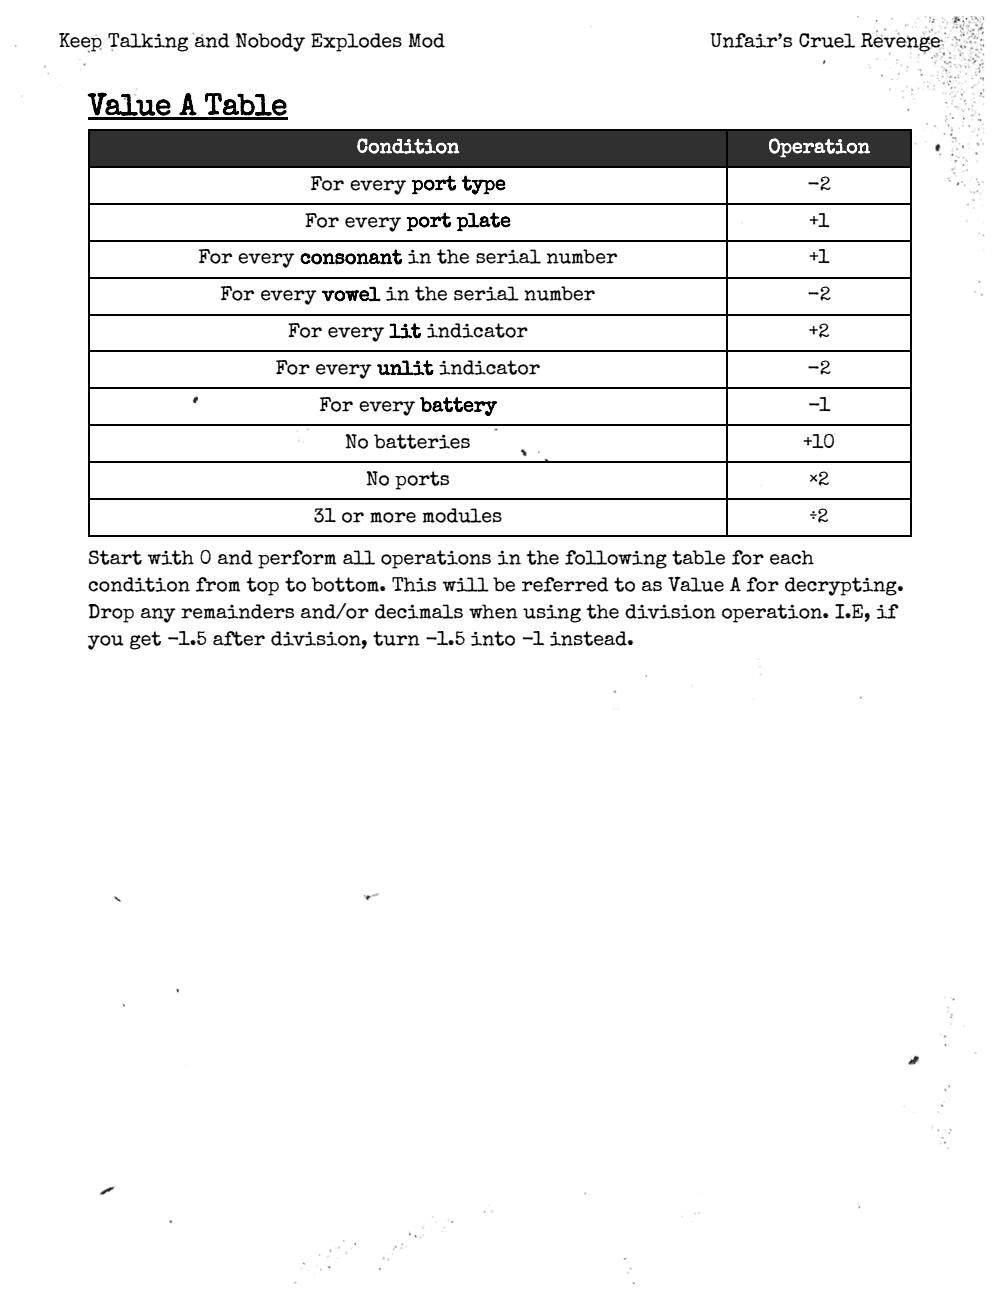 Keep Talking and Nobody Explodes Mod Unfair's Cruel Revenge
Value A Table
Condition Operation
For every port type -2
For every port plate +1
For every consonant in the serial number +1
For every vowel in the serial number -2
For every lit indicator +2
For every unlit indicator -2
For every battery -1
No batteries +10
No ports ×2
31 or more modules ÷2
Start with 0 and perform all operations in the following table for each
condition from top to bottom. This will be referred to as Value A for decrypting.
Drop any remainders and/or decimals when using the division operation. I.E, if
you get -1.5 after division, turn -1.5 into -1 instead.